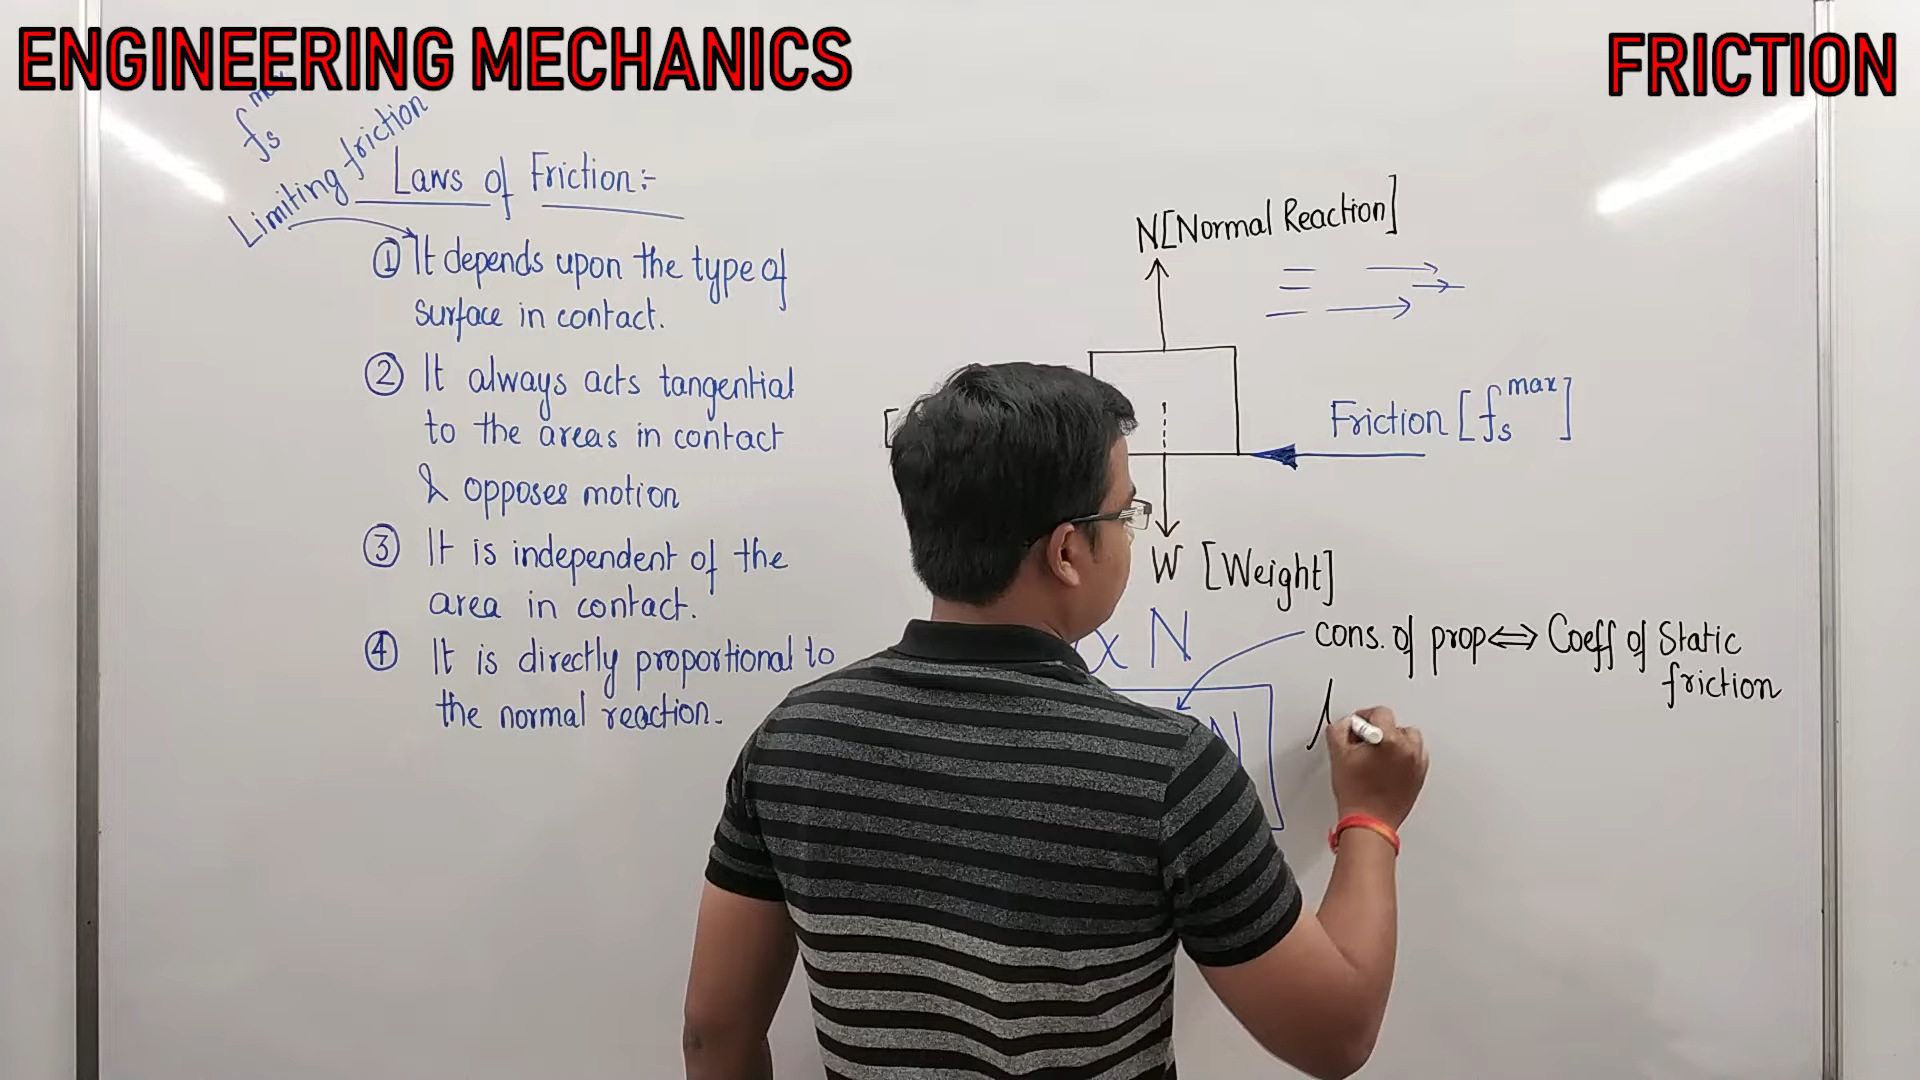 ENGINEERING MECHANICS
FRICTION
fs
Limiting friction
Laws of Friction:-
① It depends upon the type of
surface in contact.
② It always acts tangential
to the areas in contact
& opposes motion
③ It is independent of the
area in contact.
④ It is directly proportional to
the normal reaction.
N[Normal Reaction]
Friction [fs max]
W [Weight]
∝ N
cons. of prop ⇔ Coeff of Static
friction
N